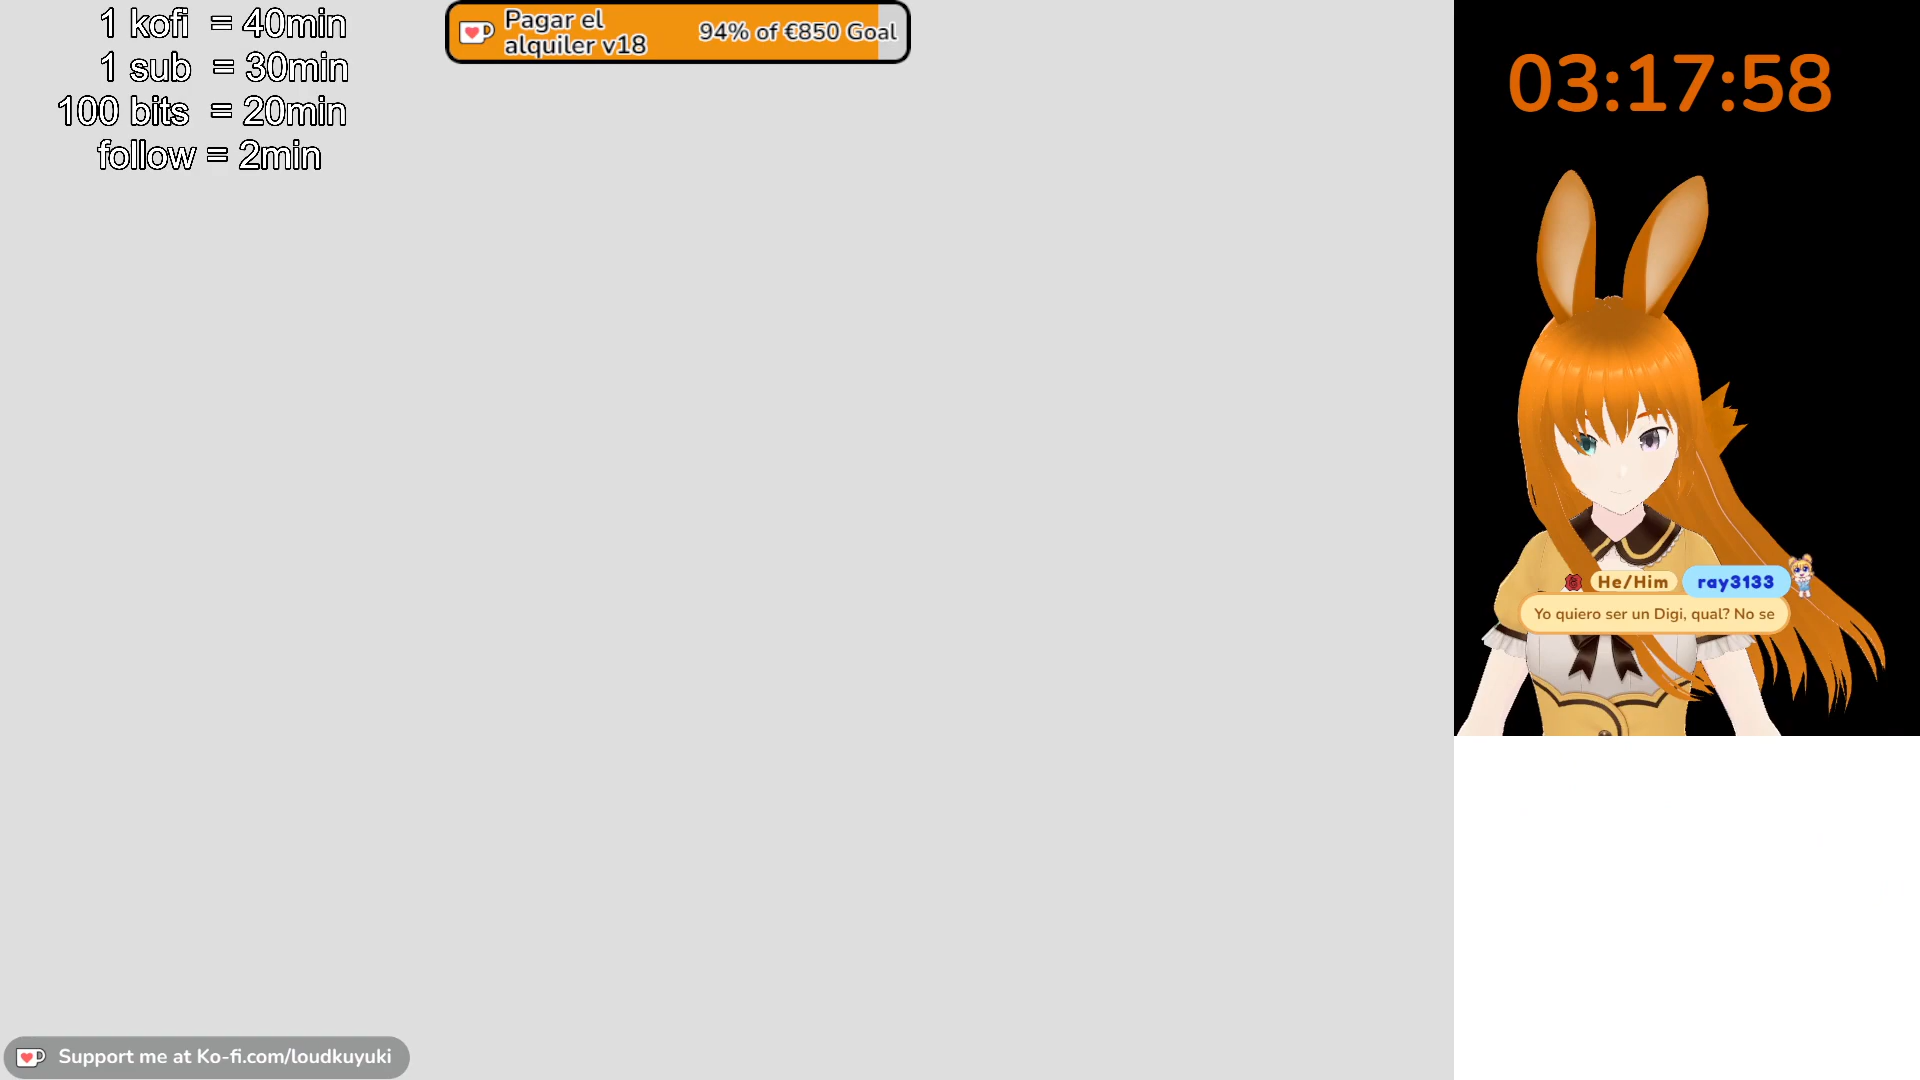 1 kofi = 40min
1 sub = 30min
100 bits = 20min
follow = 2min
Pagar el
alquiler v18
94% of €850 Goal
03:17:58
He/Him
ray3133
Yo quiero ser un Digi, qual? No se
Support me at Ko-fi.com/loudkuyuki